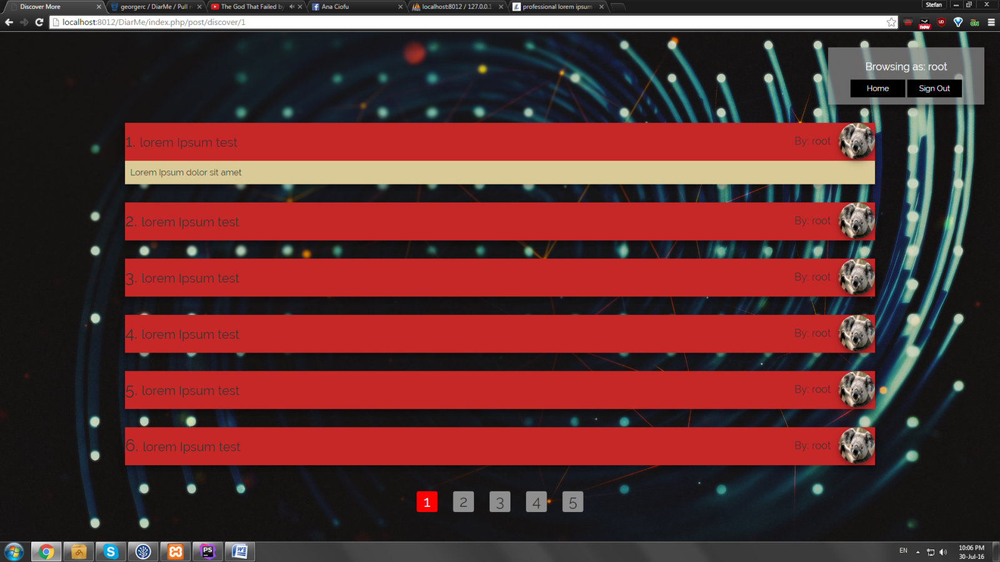 Discover More
georgerc / DiarMe / Pull r
The God That Failed by
Ana Ciofu
localhost:8012 / 127.0.0.1
professional lorem ipsum
Stefan
localhost:8012/DiarMe/index.php/post/discover/1
new
UD
ON
Browsing as: root
Home
Sign Out
1. lorem Ipsum test
By: root
Lorem Ipsum dolor sit amet
2. lorem Ipsum test
By: root
3. lorem Ipsum test
By: root
4. lorem Ipsum test
By: root
5. lorem Ipsum test
By: root
6. lorem Ipsum test
By: root
1
2
3
4
5
S
PS
W
EN
10:06 PM
30-Jul-16